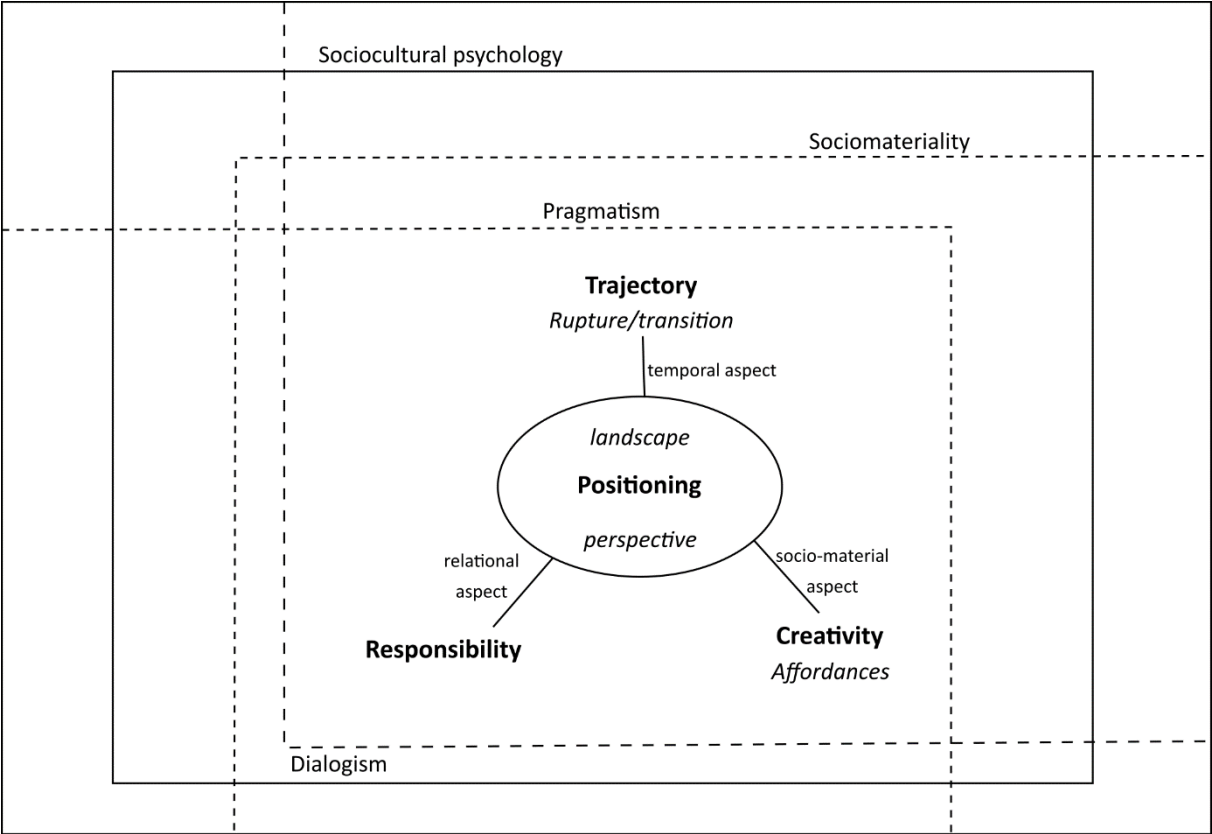 Sociocultural psychology
Sociomateriality
Pragmatism
Trajectory
Rupture/transition
temporal aspect
landscape
Positioning
perspective
relational
aspect
socio-material
aspect
Responsibility
Creativity
Affordances
Dialogism